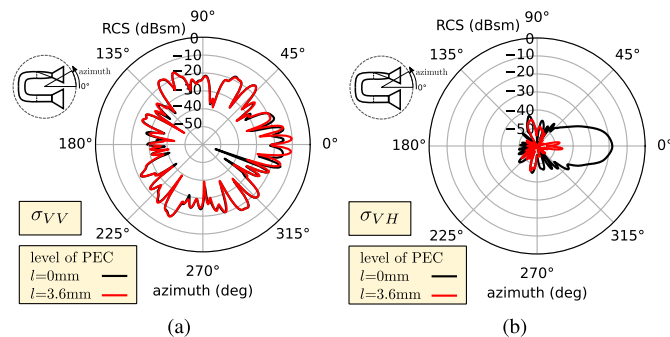 RCS (dBsm)
90°
135°
45°
0
−10
−20
−30
−40
−50
azimuth
0°
180°
0°
σVV
225°
315°
270°
level of PEC
l=0mm
l=3.6mm
azimuth (deg)
(a)
RCS (dBsm)
90°
135°
45°
0
−10
−20
−30
−40
azimuth
0°
180°
0°
σVH
225°
315°
270°
level of PEC
l=0mm
l=3.6mm
azimuth (deg)
(b)